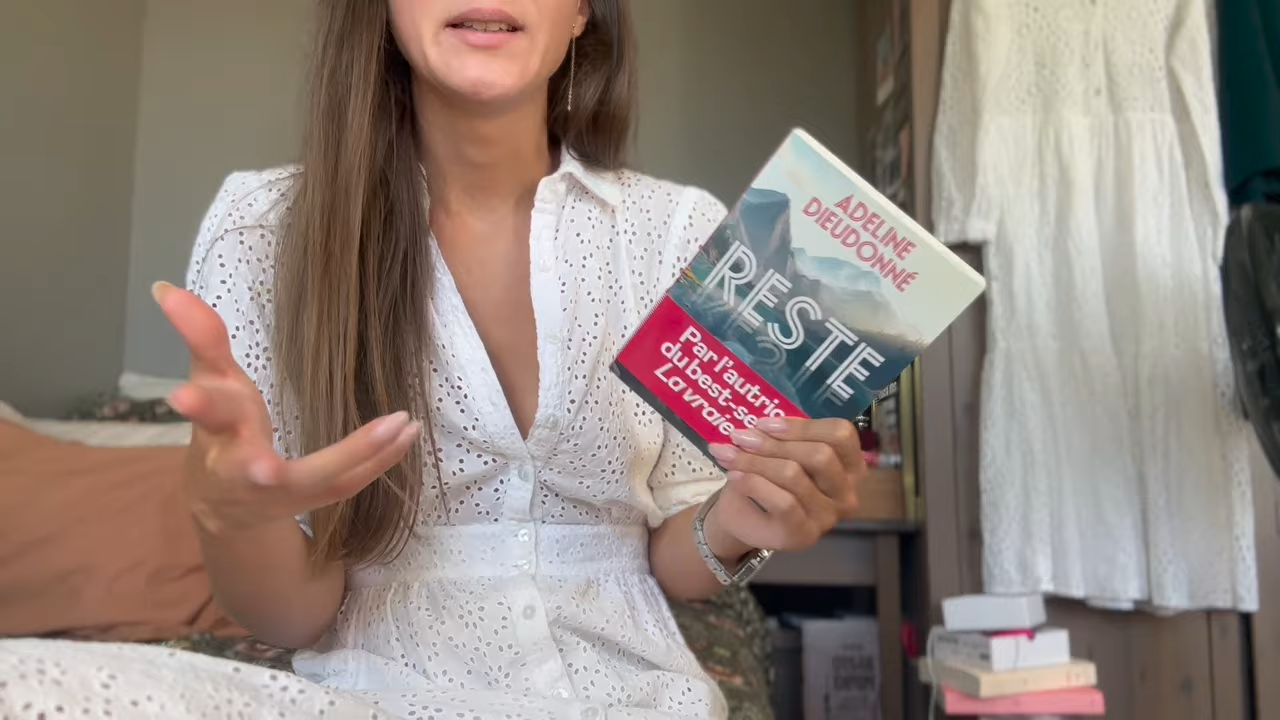 ADELINE
DIEUDONNÉ
RESTE
Par l'autric
du best-se
La vraie